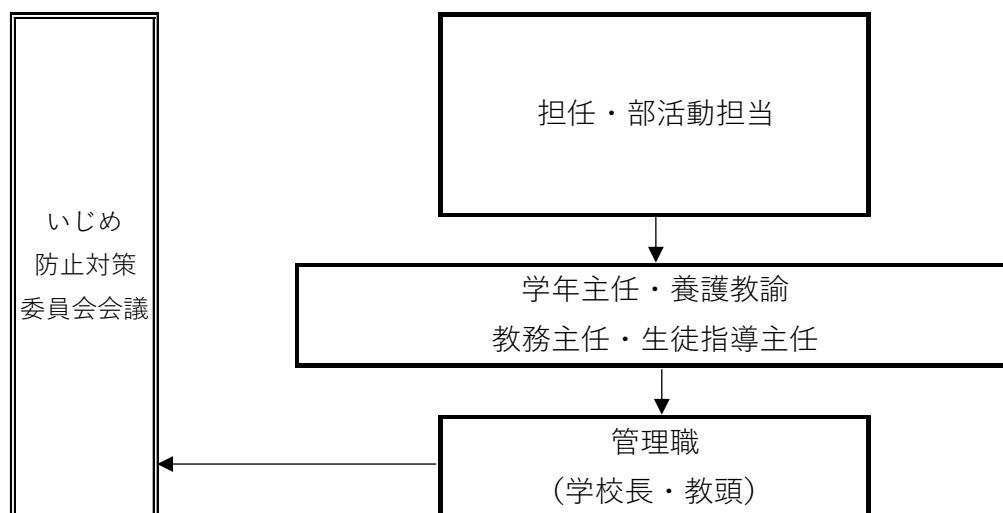 担任・部活動担当
いじめ
防止対策
委員会会議
学年主任・養護教諭
教務主任・生徒指導主任
管理職
（学校長・教頭）